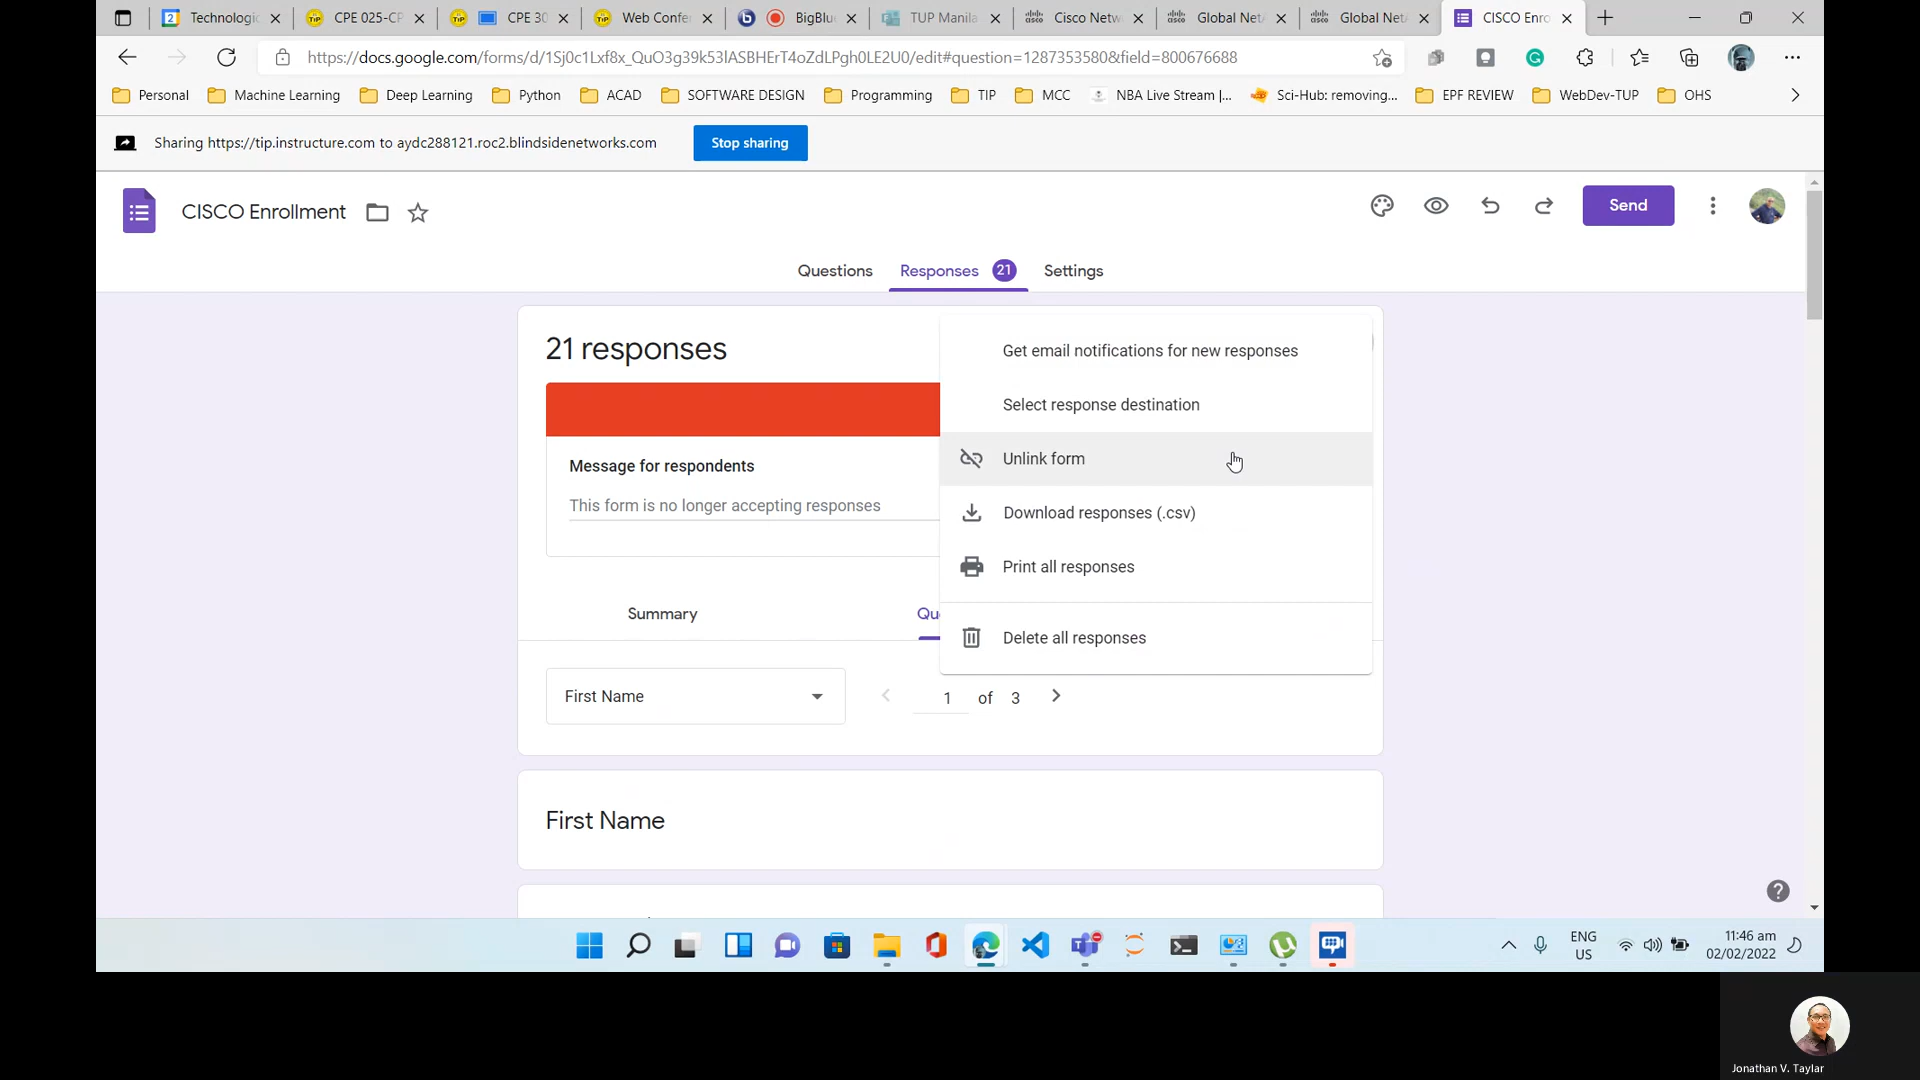 Technologic
CPE 025-CP
CPE 30
Web Confer
BigBlu
TUP Manila
Cisco Netw
Global Net
Global Net
CISCO Enro
https://docs.google.com/forms/d/1Sj0c1Lxf8x_QuO3g39k53lASBHErT4oZdLPgh0LE2U0/edit#question=1287353580&field=800676688
Personal
Machine Learning
Deep Learning
Python
ACAD
SOFTWARE DESIGN
Programming
TIP
MCC
NBA Live Stream |...
Sci-Hub: removing...
EPF REVIEW
WebDev-TUP
OHS
Sharing https://tip.instructure.com to aydc288121.roc2.blindsidenetworks.com
Stop sharing
CISCO Enrollment
Send
Questions
Responses 21
Settings
21 responses
Get email notifications for new responses
Select response destination
Message for respondents
Unlink form
This form is no longer accepting responses
Download responses (.csv)
Print all responses
Summary
Qu
Delete all responses
First Name
1 of 3
First Name
ENG
US
11:46 am
02/02/2022
Jonathan V. Taylar